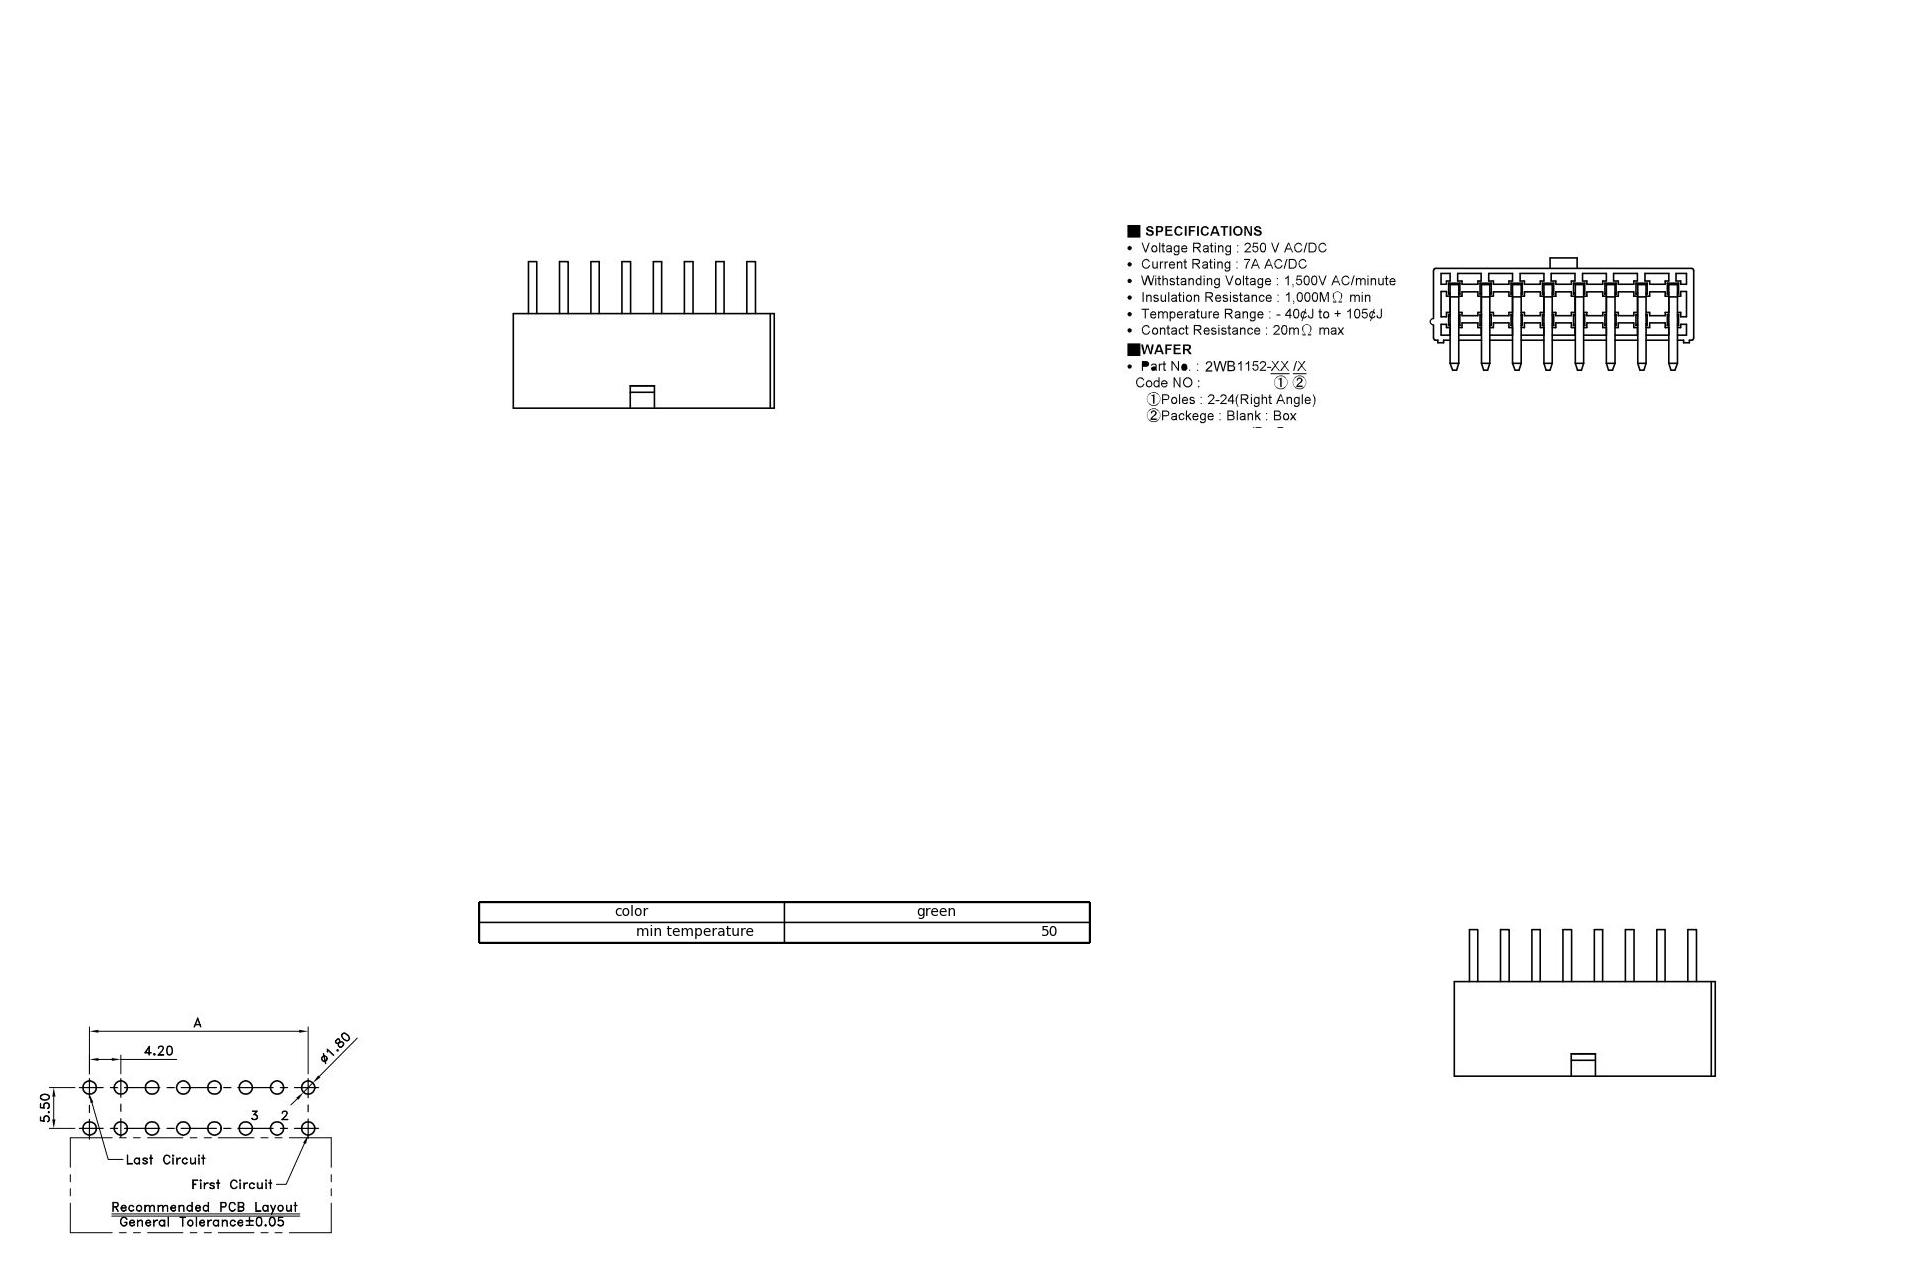 ■ SPECIFICATIONS
• Voltage Rating : 250 V AC/DC
• Current Rating : 7A AC/DC
• Withstanding Voltage : 1,500V AC/minute
• Insulation Resistance : 1,000MΩ min
• Temperature Range : - 40¢J to + 105¢J
• Contact Resistance : 20mΩ max
■WAFER
• Part No. : 2WB1152-XX /X
Code NO : ① ②
①Poles : 2-24(Right Angle)
②Packege : Blank : Box
color green
min temperature 50
A
4.20
ø1.80
5.50
3 2
Last Circuit
First Circuit
Recommended PCB Layout
General Tolerance±0.05